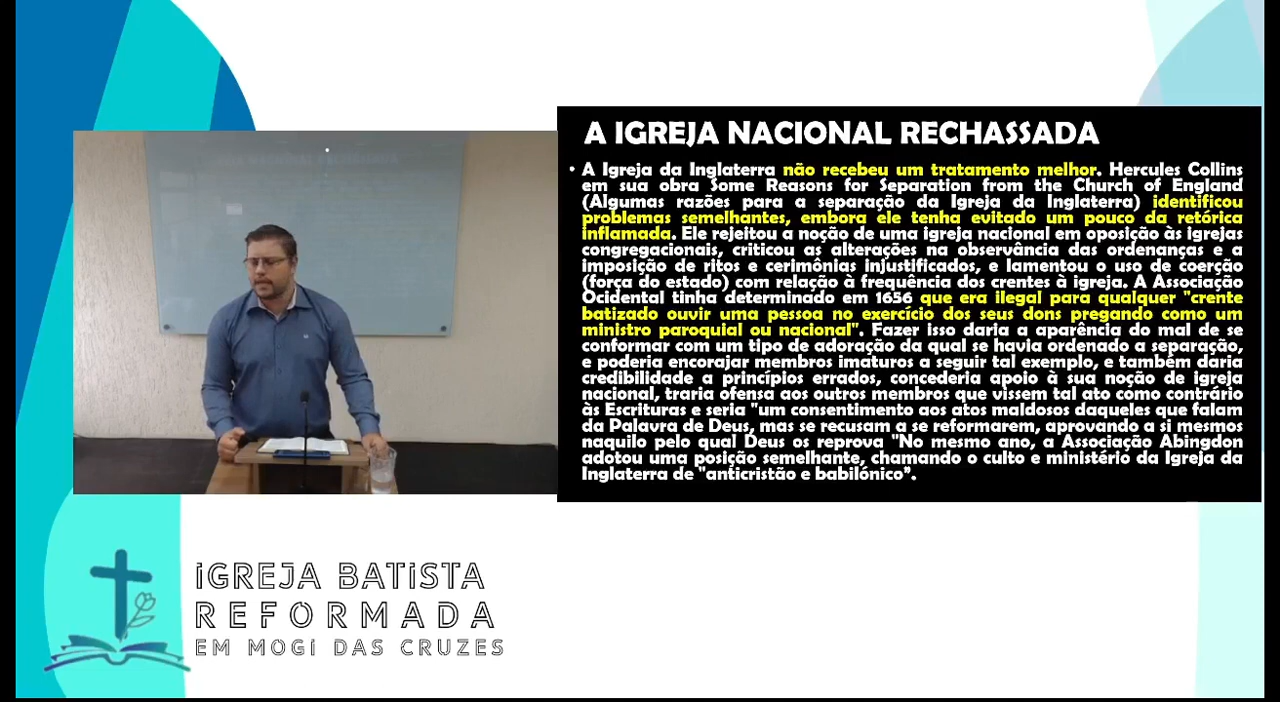 A IGREJA NACIONAL RECHASSADA
• A Igreja da Inglaterra não recebeu um tratamento melhor. Hercules Collins
em sua obra Some Reasons for Separation from the Church of England
(Algumas razões para a separação da Igreja da Inglaterra) identificou
problemas semelhantes, embora ele tenha evitado um pouco da retórica
inflamada. Ele rejeitou a noção de uma igreja nacional em oposição às igrejas
congregacionais, criticou as alterações na observância das ordenanças e a
imposição de ritos e cerimônias injustificados, e lamentou o uso de coerção
(força do estado) com relação à frequência dos crentes à igreja. A Associação
Ocidental tinha determinado em 1656 que era ilegal para qualquer "crente
batizado ouvir uma pessoa no exercício dos seus dons pregando como um
ministro paroquial ou nacional". Fazer isso daria a aparência do mal de se
conformar com um tipo de adoração da qual se havia ordenado a separação,
e poderia encorajar membros imaturos a seguir tal exemplo, e também daria
credibilidade a princípios errados, concederia apoio à sua noção de igreja
nacional, traria ofensa aos outros membros que vissem tal ato como contrário
às Escrituras e seria "um consentimento aos atos maldosos daqueles que falam
da Palavra de Deus, mas se recusam a se reformarem, aprovando a si mesmos
naquilo pelo qual Deus os reprova "No mesmo ano, a Associação Abingdon
adotou uma posição semelhante, chamando o culto e ministério da Igreja da
Inglaterra de "anticristão e babilónico”.
IGREJA BATISTA
REFORMADA
EM MOGI DAS CRUZES